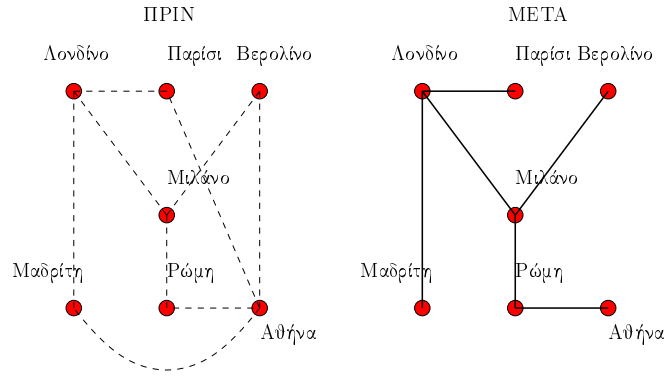 ΠΡΙΝ ΜΕΤΑ
Λονδίνο Παρίσι Βερολίνο Λονδίνο Παρίσι Βερολίνο
Μιλάνο Μιλάνο
Μαδρίτη Ρώμη Μαδρίτη Ρώμη
Αθήνα Αθήνα